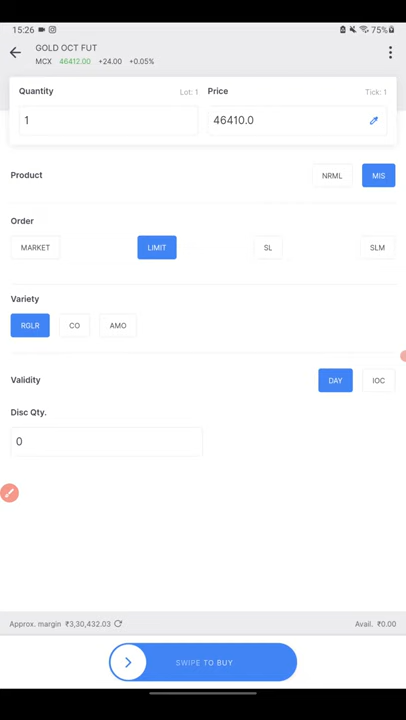 15:26 75%
GOLD OCT FUT
MCX 46412.00 +24.00 +0.05%
Quantity Lot: 1 Price Tick: 1
1 46410.0
Product NRML MIS
Order
MARKET LIMIT SL SLM
Variety
RGLR CO AMO
Validity DAY IOC
Disc Qty.
0
Approx. margin ₹3,30,432.03 Avail. ₹0.00
SWIPE TO BUY